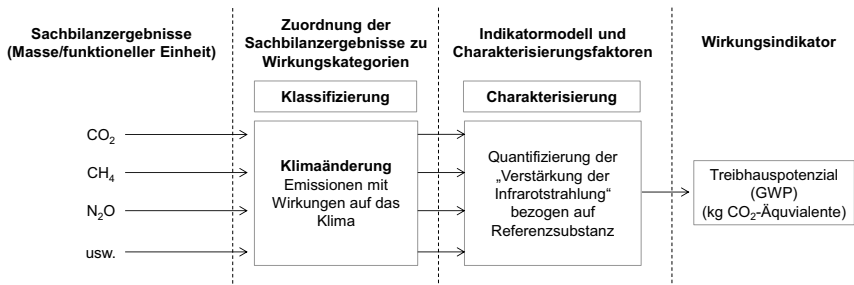 Sachbilanzergebnisse
(Masse/funktioneller Einheit)
Zuordnung der
Sachbilanzergebnisse zu
Wirkungskategorien
Indikatormodell und
Charakterisierungsfaktoren
Wirkungsindikator
Klassifizierung
Charakterisierung
CO₂
CH₄
N₂O
usw.
Klimaänderung
Emissionen mit
Wirkungen auf das
Klima
Quantifizierung der
„Verstärkung der
Infrarotstrahlung“
bezogen auf
Referenzsubstanz
Treibhauspotenzial
(GWP)
(kg CO₂-Äquvialente)